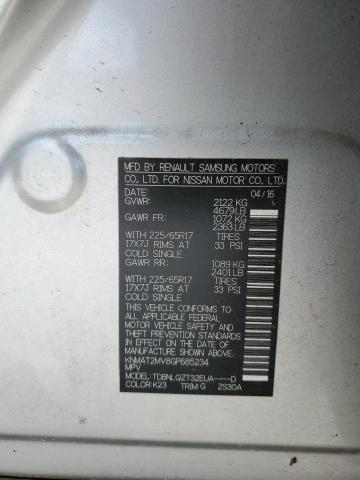 MFD BY RENAULT SAMSUNG MOTORS
CO., LTD. FOR NISSAN MOTOR CO., LTD.
DATE: 04/16
GVWR: 2122 KG
4679 LB
GAWR FR: 1072 KG
2363 LB
WITH 225/65R17 TIRES
17X7J RIMS AT 33 PSI
COLD SINGLE
GAWR RR: 1089 KG
2401 LB
WITH 225/65R17 TIRES
17X7J RIMS AT 33 PSI
COLD SINGLE
THIS VEHICLE CONFORMS TO
ALL APPLICABLE FEDERAL
MOTOR VEHICLE SAFETY, BUMPER
AND THEFT PREVENTION STANDARDS
IN EFFECT ON THE DATE OF
MANUFACTURE SHOWN ABOVE.
KNMAT2MV8GP685234
MPV
MODEL: TDBNLQZT32EUA----D
COLOR: K23 TRIM: G ZS30A